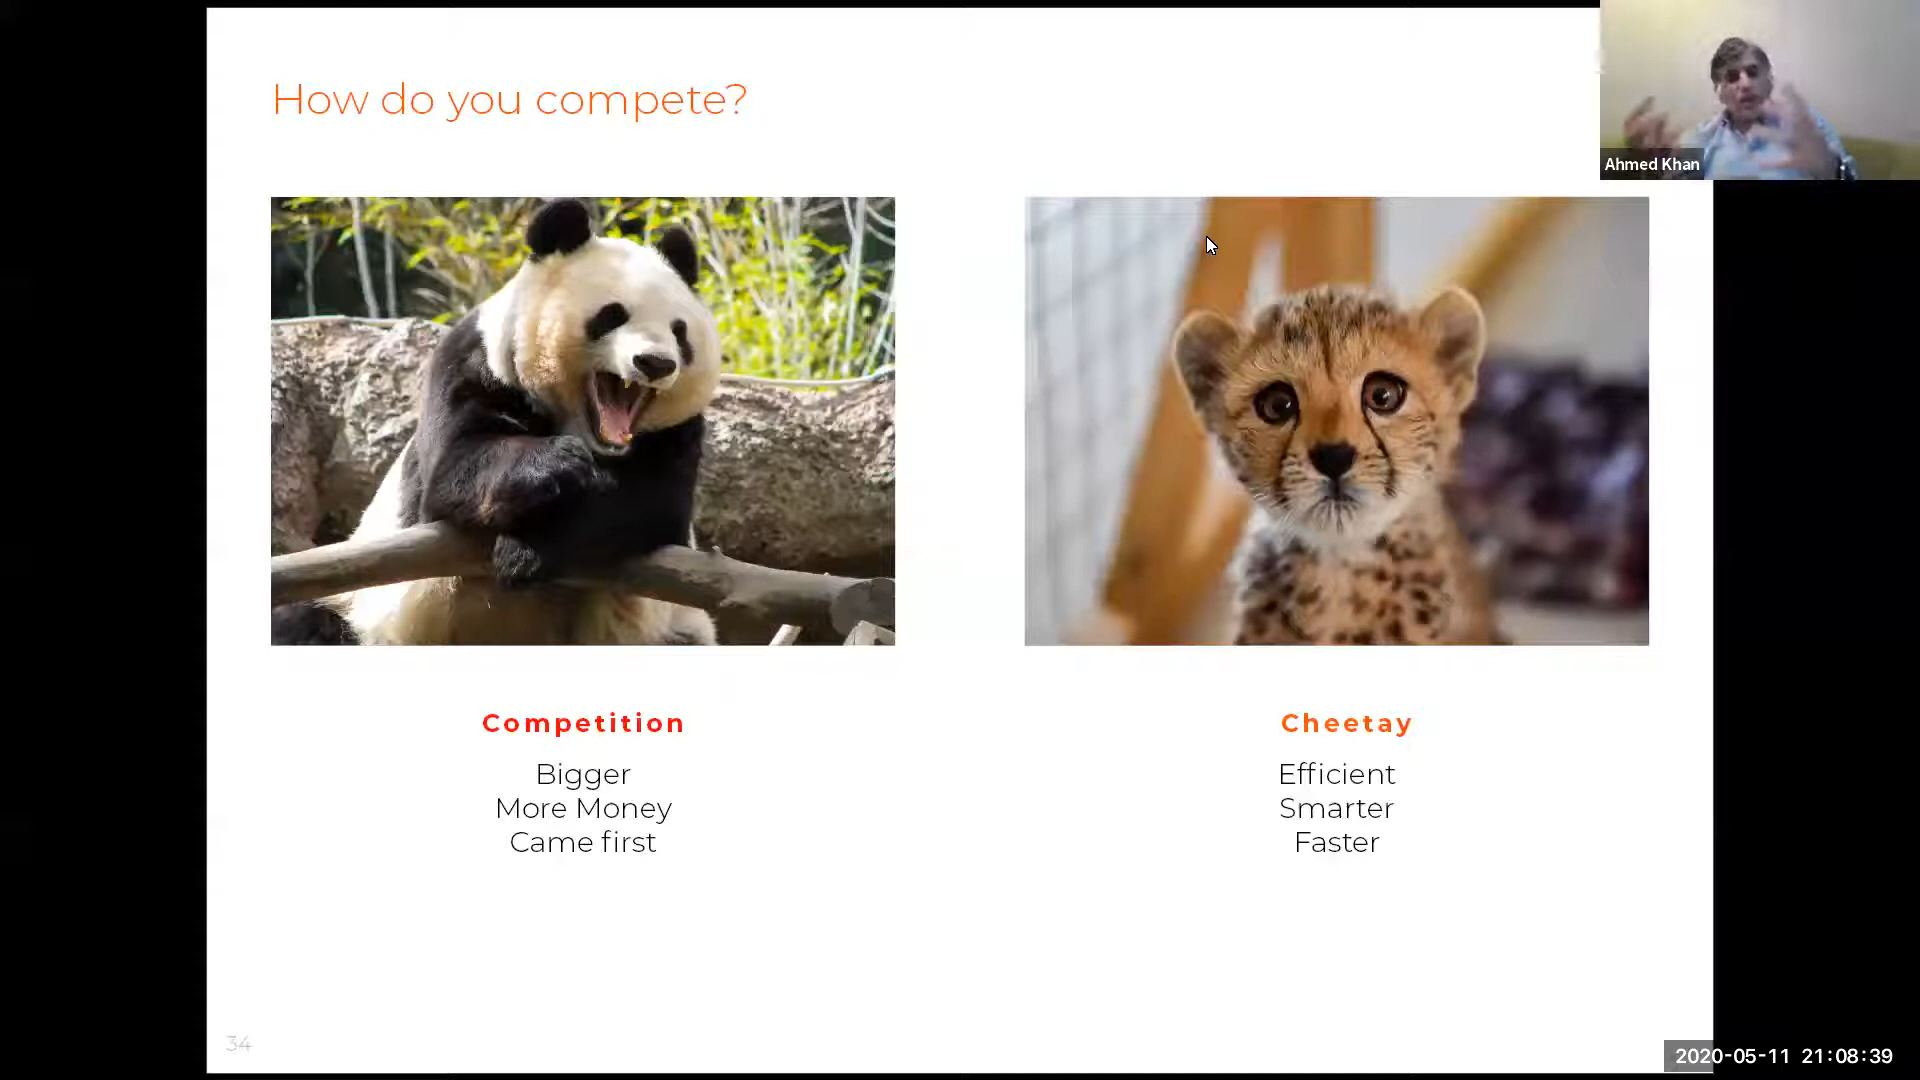 How do you compete?
Ahmed Khan
Competition
Bigger
More Money
Came first
Cheetay
Efficient
Smarter
Faster
34
2020-05-11 21:08:39